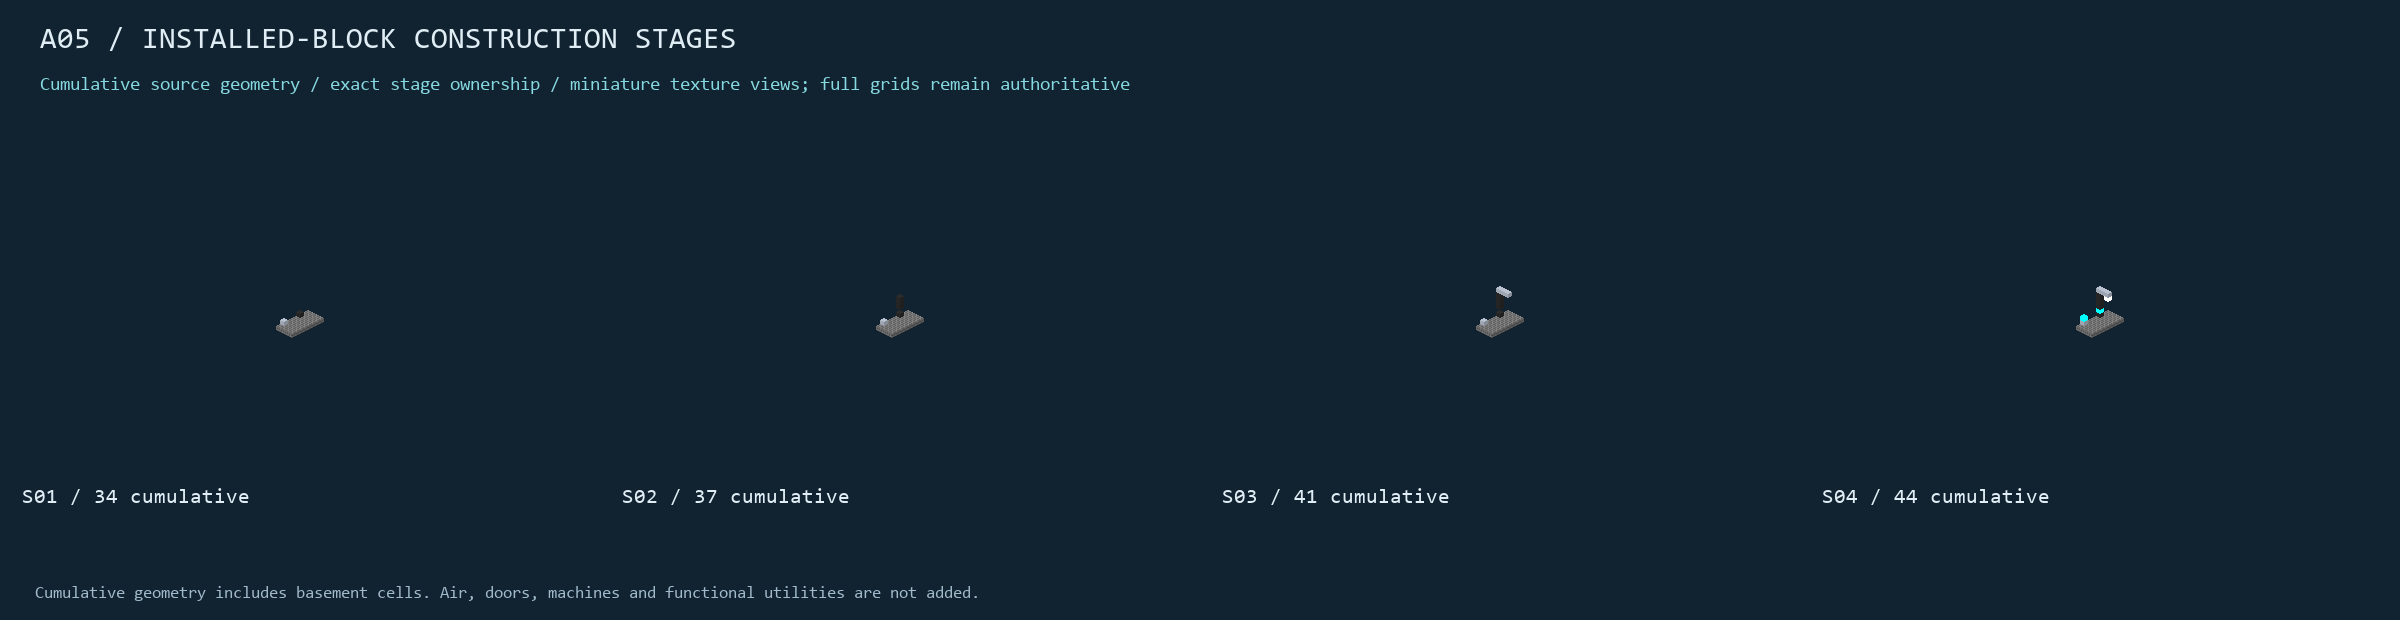 A05 / INSTALLED-BLOCK CONSTRUCTION STAGES
Cumulative source geometry / exact stage ownership / miniature texture views; full grids remain authoritative
S01 / 34 cumulative
S02 / 37 cumulative
S03 / 41 cumulative
S04 / 44 cumulative
Cumulative geometry includes basement cells. Air, doors, machines and functional utilities are not added.